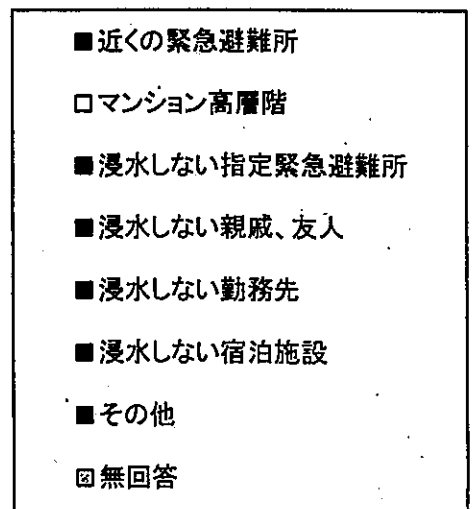 ■近くの緊急避難所
□マンション高層階
■浸水しない指定緊急避難所
■浸水しない親戚、友人
■浸水しない勤務先
■浸水しない宿泊施設
■その他
▨無回答